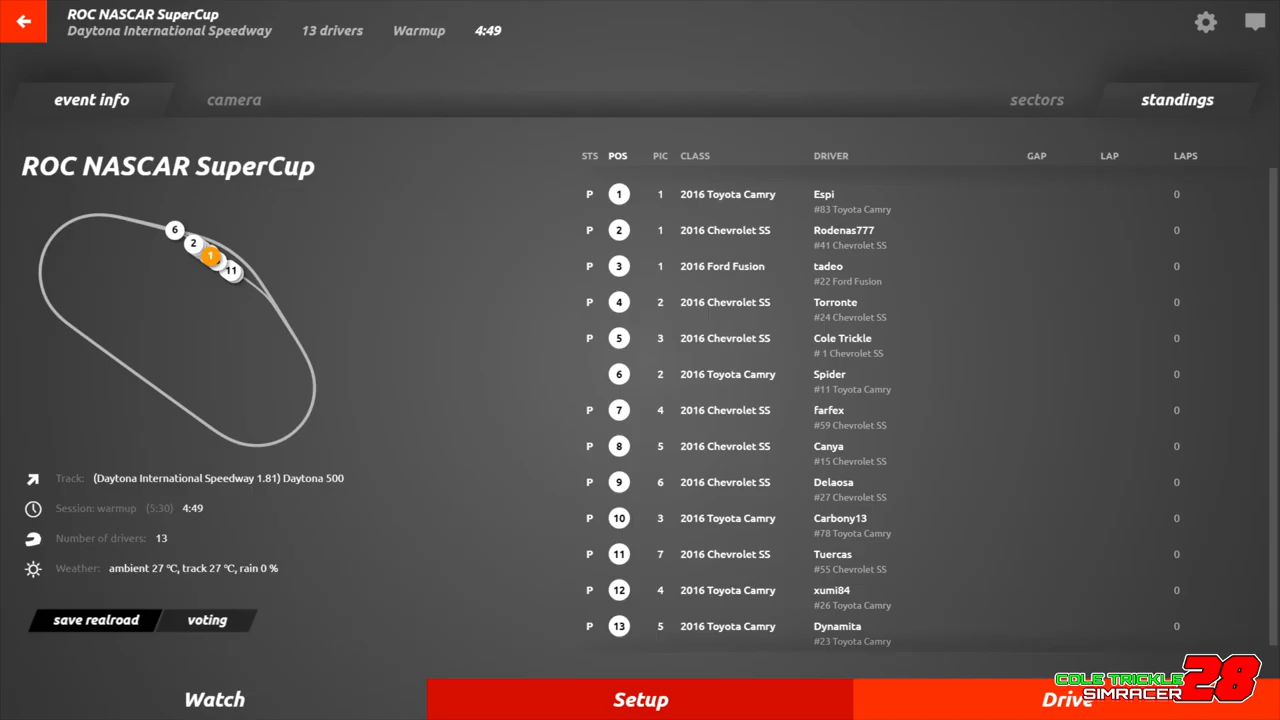 ROC NASCAR SuperCup
Daytona International Speedway 13 drivers Warmup 4:49
event info camera sectors standings
ROC NASCAR SuperCup
6
2
1
11
Track: (Daytona International Speedway 1.81) Daytona 500
Session: warmup (5:30) 4:49
Number of drivers: 13
Weather: ambient 27 °C, track 27 °C, rain 0 %
save realroad voting
STS POS PIC CLASS DRIVER GAP LAP LAPS
P 1 1 2016 Toyota Camry Espi 0
#83 Toyota Camry
P 2 1 2016 Chevrolet SS Rodenas777 0
#41 Chevrolet SS
P 3 1 2016 Ford Fusion tadeo 0
#22 Ford Fusion
P 4 2 2016 Chevrolet SS Torronte 0
#24 Chevrolet SS
P 5 3 2016 Chevrolet SS Cole Trickle 0
# 1 Chevrolet SS
6 2 2016 Toyota Camry Spider 0
#11 Toyota Camry
P 7 4 2016 Chevrolet SS farfex 0
#59 Chevrolet SS
P 8 5 2016 Chevrolet SS Canya 0
#15 Chevrolet SS
P 9 6 2016 Chevrolet SS Delaosa 0
#27 Chevrolet SS
P 10 3 2016 Toyota Camry Carbony13 0
#78 Toyota Camry
P 11 7 2016 Chevrolet SS Tuercas 0
#55 Chevrolet SS
P 12 4 2016 Toyota Camry xumi84 0
#26 Toyota Camry
P 13 5 2016 Toyota Camry Dynamita 0
#23 Toyota Camry
Watch Setup Drive
COLE TRICKLE 28
SIMRACER